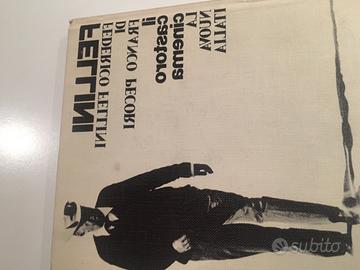 FELLINI
FEDERICO FELLINI
DI
FRANCO PECORI
il
castoro
cinema
LA
NUOVA
ITALIA
subito